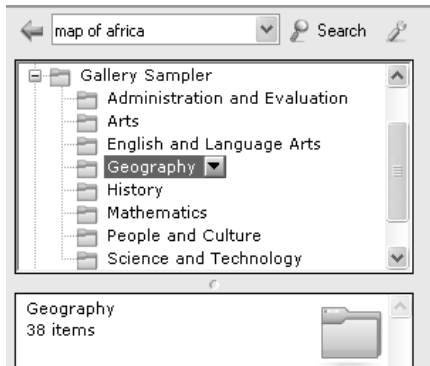 map of africa Search
Gallery Sampler
Administration and Evaluation
Arts
English and Language Arts
Geography
History
Mathematics
People and Culture
Science and Technology
Geography
38 items